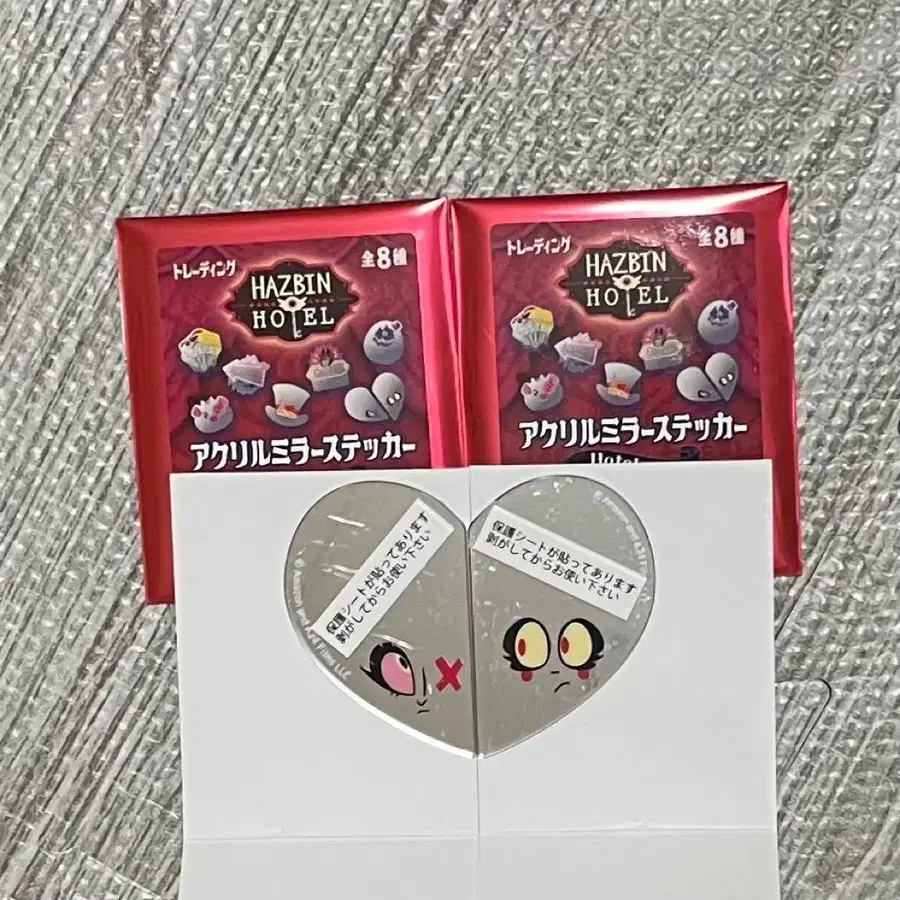 トレーディング
全8種
HAZBIN
HOTEL
アクリルミラーステッカー
トレーディング
全8種
HAZBIN
HOTEL
アクリルミラーステッカー
Hotel
保護シートが貼ってあります
剝がしてからお使い下さい
保護シートが貼ってあります
剝がしてからお使い下さい